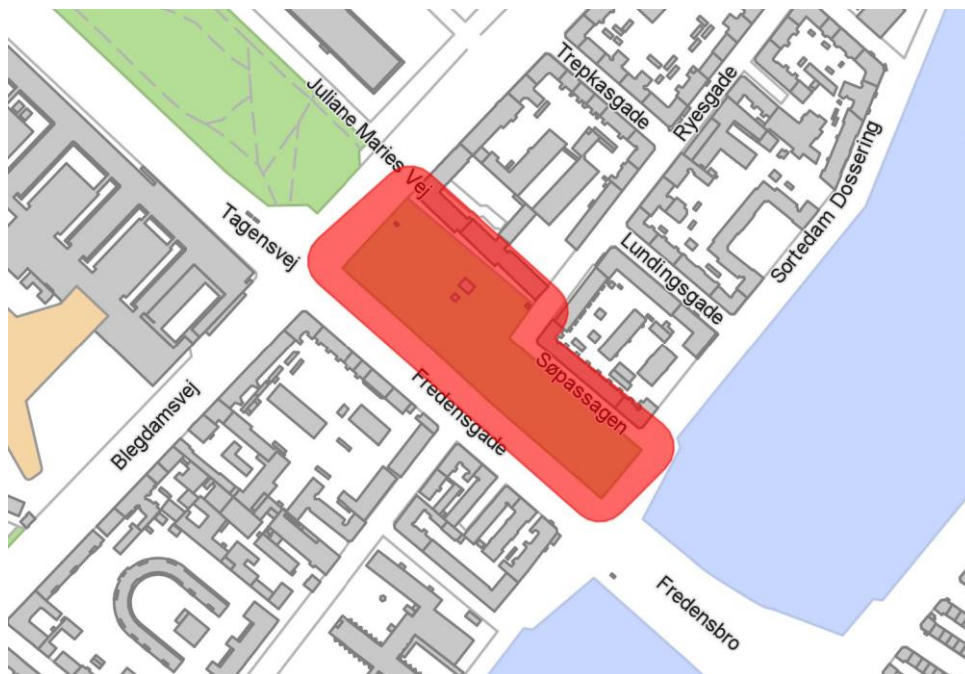 Trepkasgade
Ryesgade
Juliane Maries Vej
Sortedam Dossering
Tagensvej
Lundingsgade
Søpassagen
Fredensgade
Blegdamsvej
Fredensbro